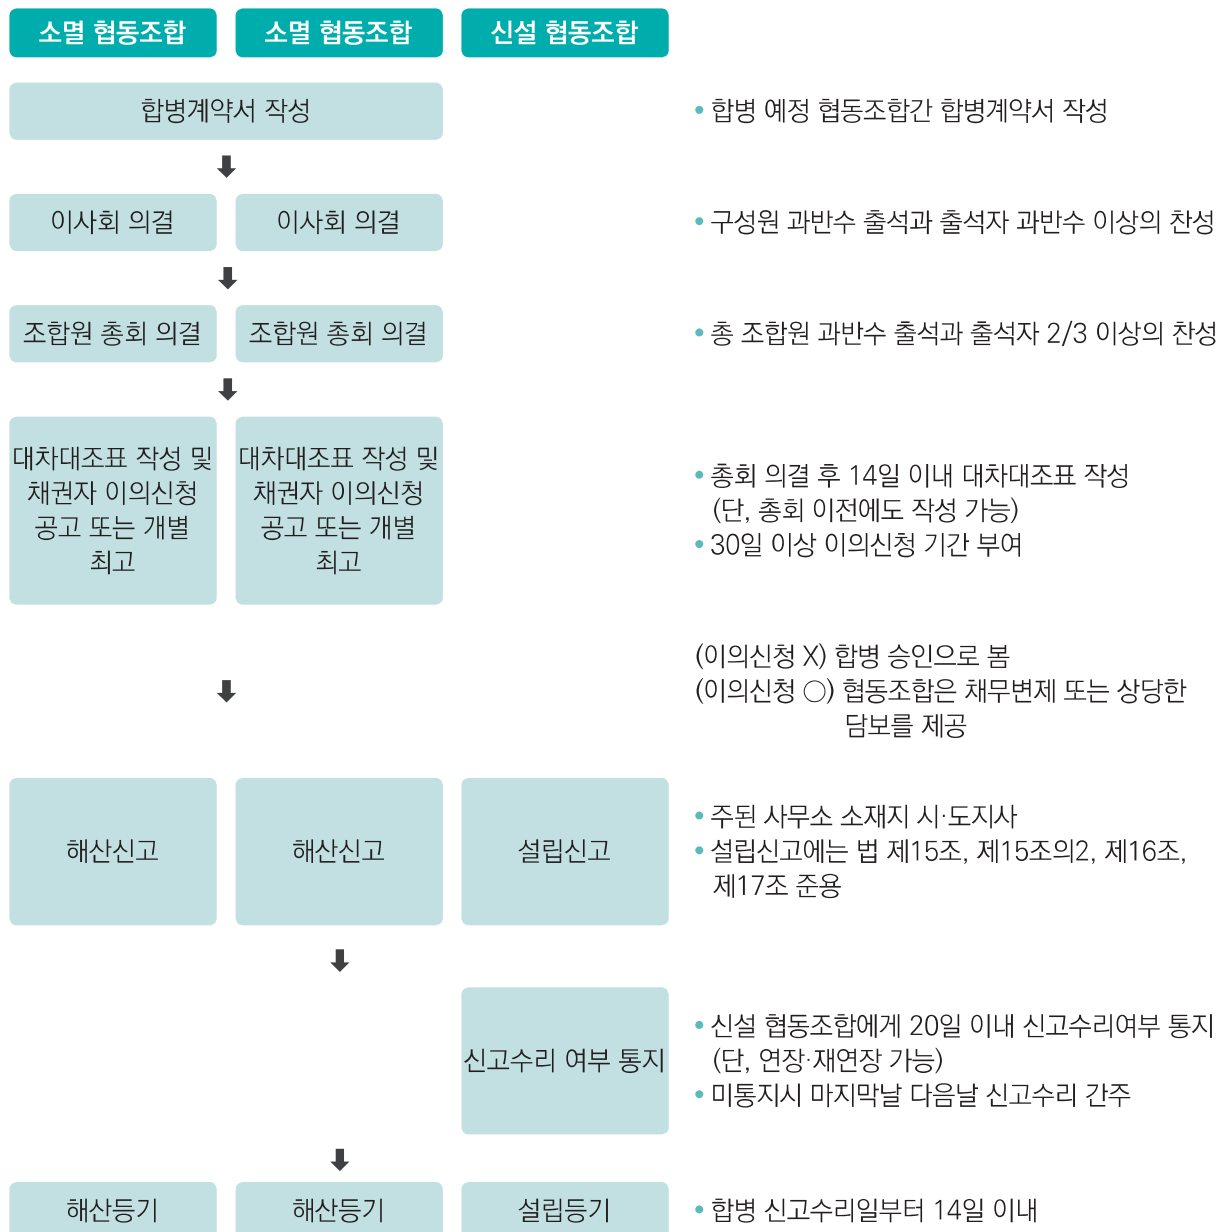 소멸 협동조합 소멸 협동조합 신설 협동조합
합병계약서 작성
• 합병 예정 협동조합간 합병계약서 작성
이사회 의결 이사회 의결
• 구성원 과반수 출석과 출석자 과반수 이상의 찬성
조합원 총회 의결 조합원 총회 의결
• 총 조합원 과반수 출석과 출석자 2/3 이상의 찬성
대차대조표 작성 및
채권자 이의신청
공고 또는 개별
최고
대차대조표 작성 및
채권자 이의신청
공고 또는 개별
최고
• 총회 의결 후 14일 이내 대차대조표 작성
(단, 총회 이전에도 작성 가능)
• 30일 이상 이의신청 기간 부여
(이의신청 X) 합병 승인으로 봄
(이의신청 ○) 협동조합은 채무변제 또는 상당한
담보를 제공
해산신고 해산신고 설립신고
• 주된 사무소 소재지 시·도지사
• 설립신고에는 법 제15조, 제15조의2, 제16조,
제17조 준용
신고수리 여부 통지
• 신설 협동조합에게 20일 이내 신고수리여부 통지
(단, 연장·재연장 가능)
• 미통지시 마지막날 다음날 신고수리 간주
해산등기 해산등기 설립등기
• 합병 신고수리일부터 14일 이내